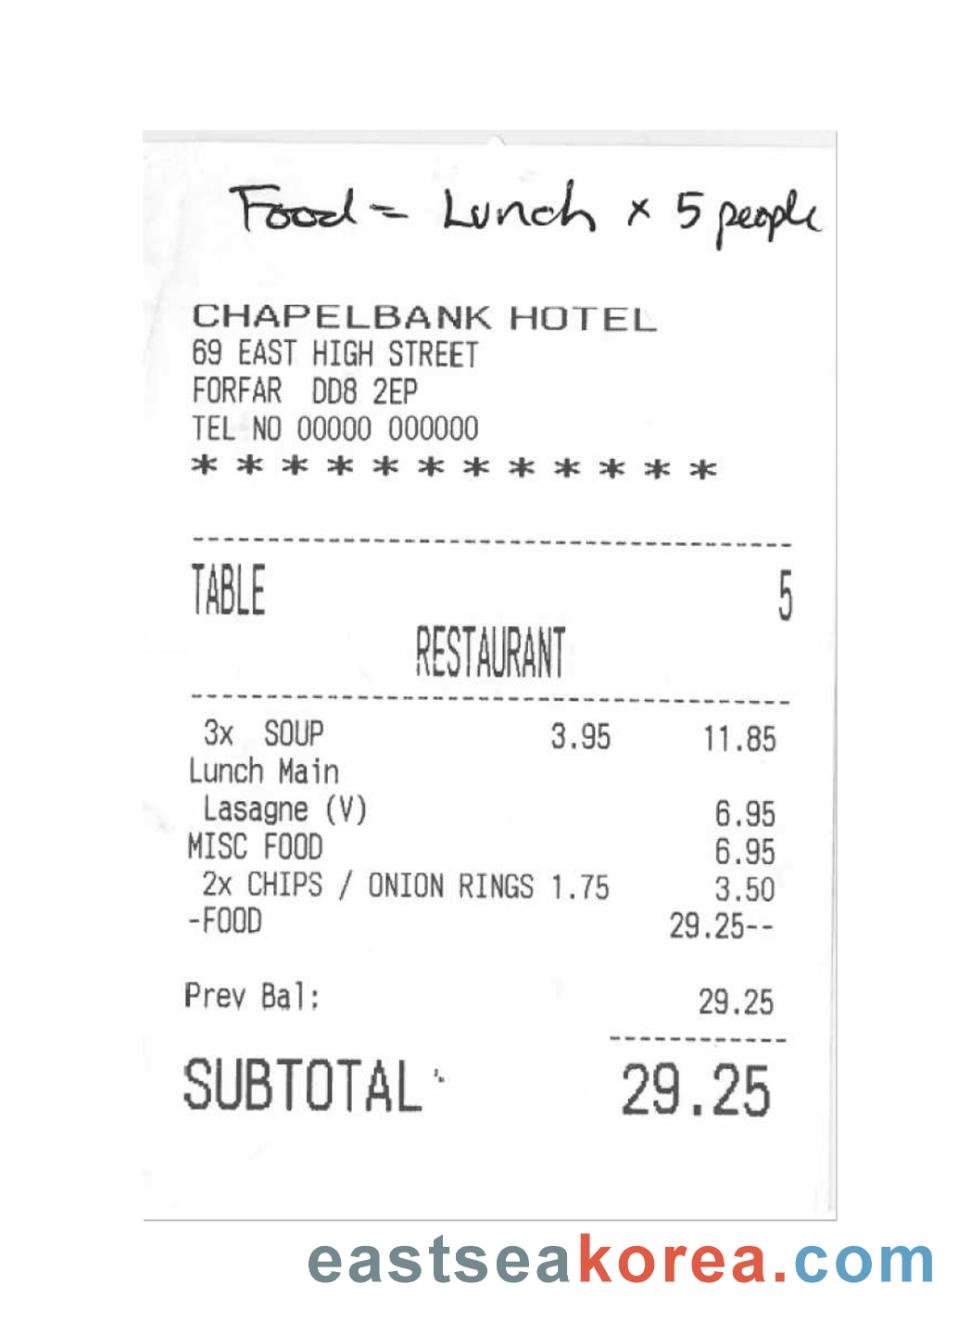 Food = Lunch x 5 people
CHAPELBANK HOTEL
69 EAST HIGH STREET
FORFAR DD8 2EP
TEL NO 00000 000000
* * * * * * * * * * * *
TABLE 5
RESTAURANT
3x SOUP 3.95 11.85
Lunch Main
Lasagne (V) 6.95
MISC FOOD 6.95
2x CHIPS / ONION RINGS 1.75 3.50
-FOOD 29.25--
Prev Bal: 29.25
SUBTOTAL 29.25
eastseakorea.com